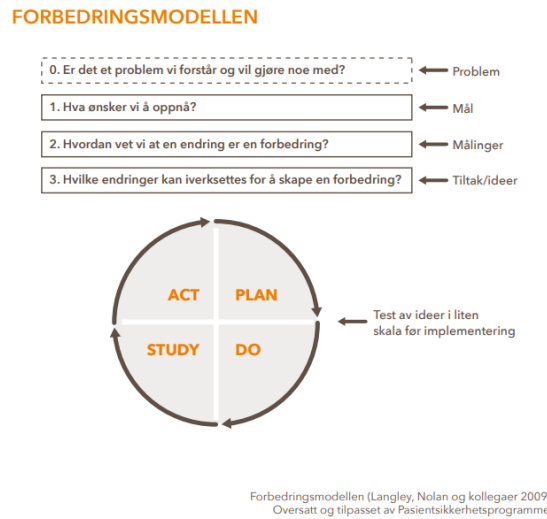 FORBEDRINGSMODELLEN
0. Er det et problem vi forstår og vil gjøre noe med?
Problem
1. Hva ønsker vi å oppnå?
Mål
2. Hvordan vet vi at en endring er en forbedring?
Målinger
3. Hvilke endringer kan iverksettes for å skape en forbedring?
Tiltak/ideer
ACT
PLAN
STUDY
DO
Test av ideer i liten
skala før implementering
Forbedringsmodellen (Langley, Nolan og kollegaer 2009
Oversatt og tilpasset av Pasientsikkerhetsprogramme